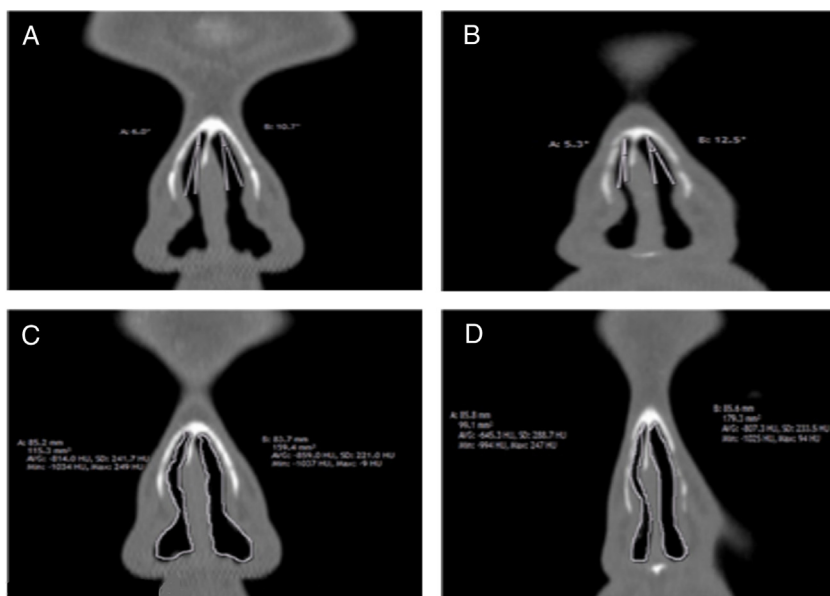 A
A: 6.0°
B: 10.7°
B
A: 5.3°
B: 12.5°
C
A: 85.2 mm
115.3 mm²
AVG: -814.0 HU, SD: 241.7 HU
Min: -1034 HU, Max: 249 HU
B: 83.7 mm
159.4 mm²
AVG: -859.0 HU, SD: 221.0 HU
Min: -1037 HU, Max: -9 HU
D
A: 85.8 mm
99.1 mm²
AVG: -645.3 HU, SD: 288.7 HU
Min: -994 HU, Max: 247 HU
B: 85.6 mm
179.3 mm²
AVG: -807.3 HU, SD: 233.5 HU
Min: -1025 HU, Max: 94 HU